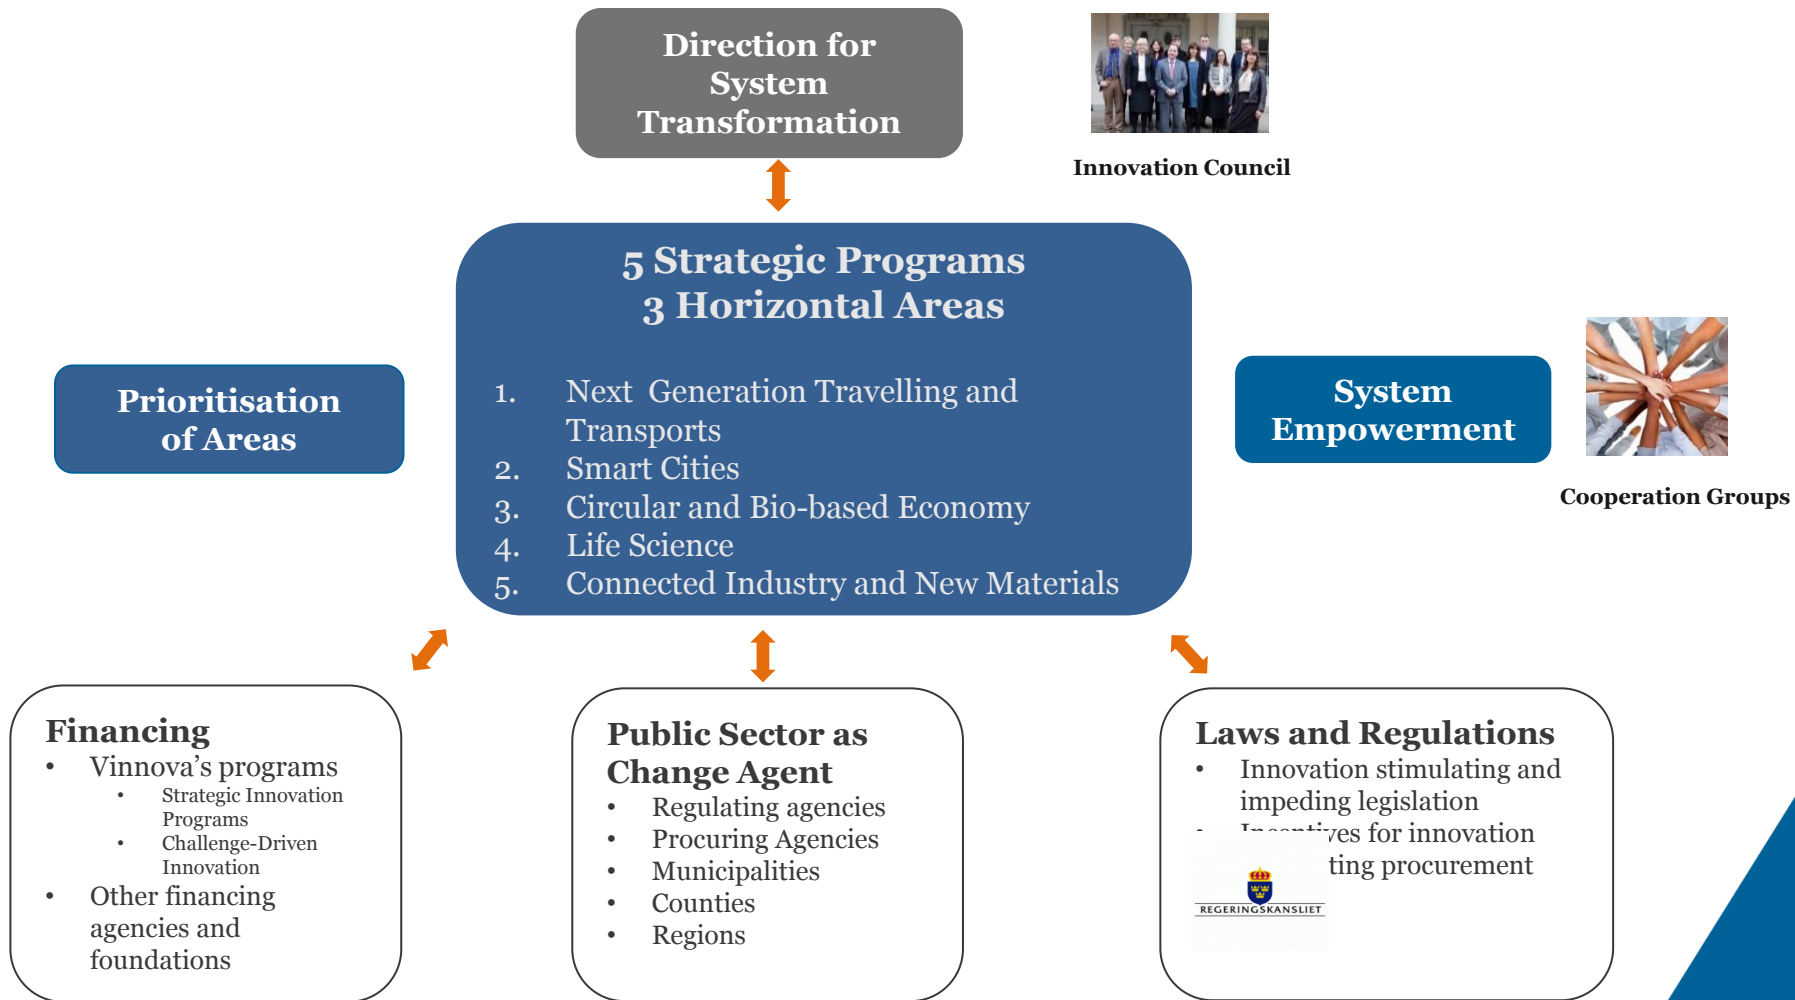 Direction for
System
Transformation
Innovation Council
5 Strategic Programs
3 Horizontal Areas
1. Next Generation Travelling and
Transports
2. Smart Cities
3. Circular and Bio-based Economy
4. Life Science
5. Connected Industry and New Materials
Prioritisation
of Areas
System
Empowerment
Cooperation Groups
Financing
• Vinnova’s programs
• Strategic Innovation
Programs
• Challenge-Driven
Innovation
• Other financing
agencies and
foundations
Public Sector as
Change Agent
• Regulating agencies
• Procuring Agencies
• Municipalities
• Counties
• Regions
Laws and Regulations
• Innovation stimulating and
impeding legislation
• Incentives for innovation
procurement
REGERINGSKANSLIET